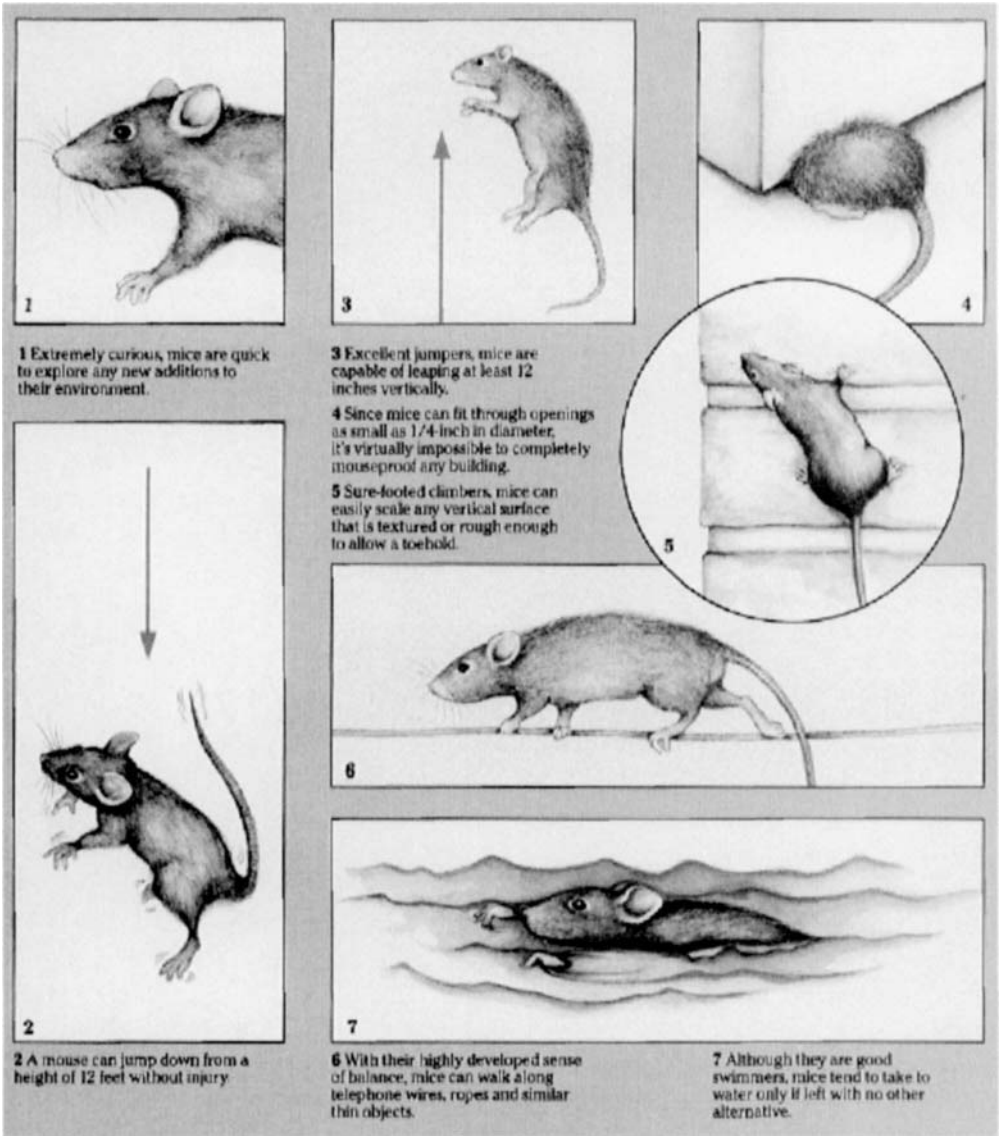 1
1 Extremely curious, mice are quick
to explore any new additions to
their environment.
2
2 A mouse can jump down from a
height of 12 feet without injury.
3
3 Excellent jumpers, mice are
capable of leaping at least 12
inches vertically.
4 Since mice can fit through openings
as small as 1/4-inch in diameter,
it's virtually impossible to completely
mouseproof any building.
5 Sure-footed climbers, mice can
easily scale any vertical surface
that is textured or rough enough
to allow a toehold.
4
5
6
7
6 With their highly developed sense
of balance, mice can walk along
telephone wires, ropes and similar
thin objects.
7 Although they are good
swimmers, mice tend to take to
water only if left with no other
alternative.